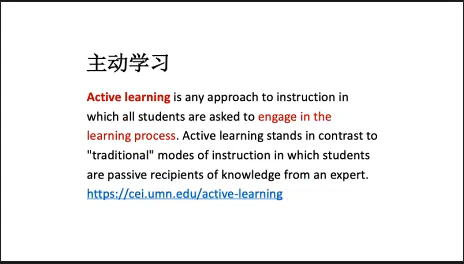 主动学习
Active learning is any approach to instruction in
which all students are asked to engage in the
learning process. Active learning stands in contrast to
"traditional" modes of instruction in which students
are passive recipients of knowledge from an expert.
https://cei.umn.edu/active-learning